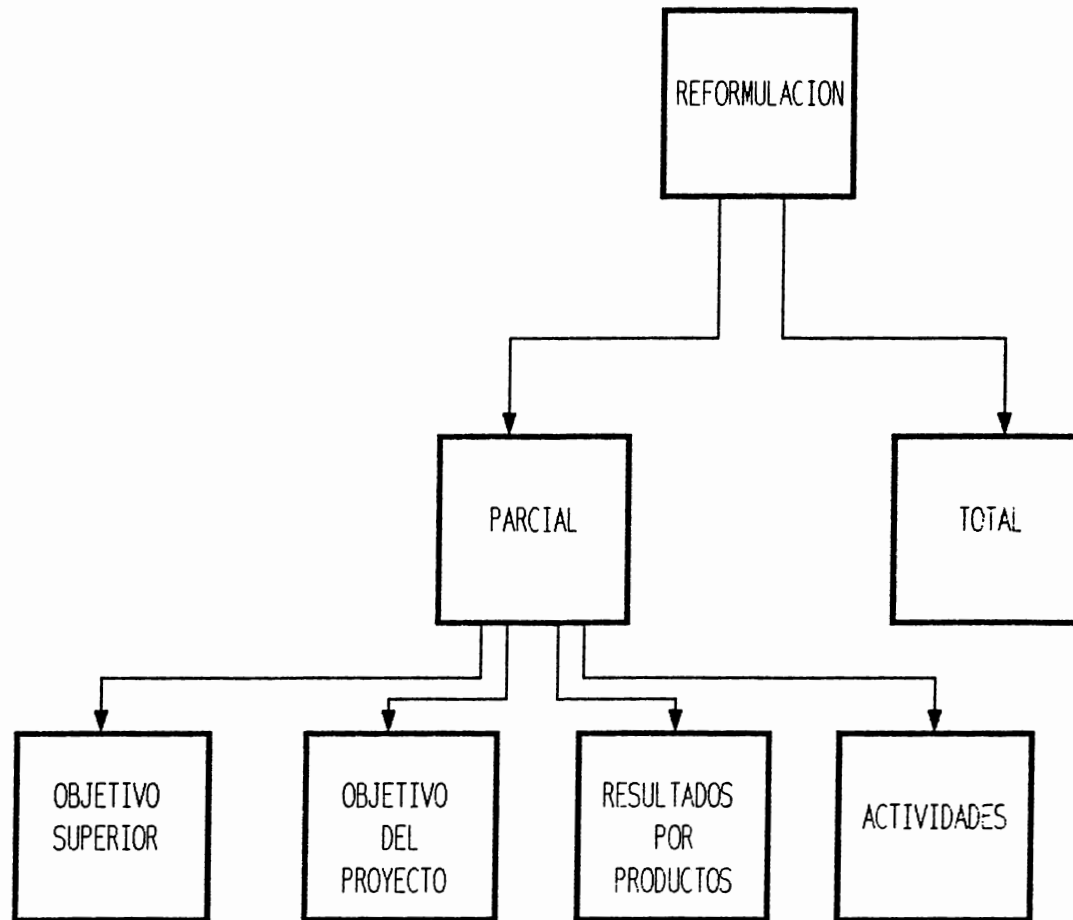 REFORMULACION
PARCIAL
TOTAL
OBJETIVO
SUPERIOR
OBJETIVO
DEL
PROYECTO
RESULTADOS
POR
PRODUCTOS
ACTIVIDADES